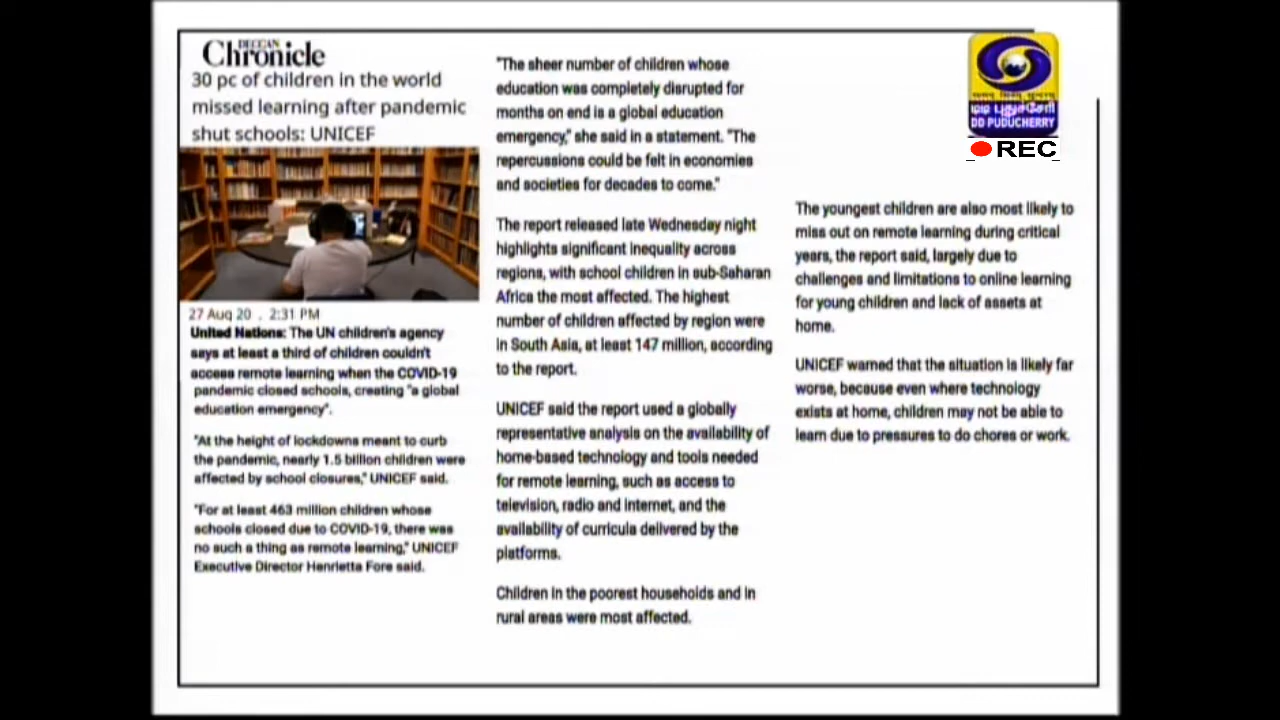 DECCAN
Chronicle
30 pc of children in the world
missed learning after pandemic
shut schools: UNICEF
27 Aug 20 . 2:31 PM
United Nations: The UN children's agency
says at least a third of children couldn't
access remote learning when the COVID-19
pandemic closed schools, creating "a global
education emergency".
"At the height of lockdowns meant to curb
the pandemic, nearly 1.5 billion children were
affected by school closures," UNICEF said.
"For at least 463 million children whose
schools closed due to COVID-19, there was
no such a thing as remote learning," UNICEF
Executive Director Henrietta Fore said.
"The sheer number of children whose
education was completely disrupted for
months on end is a global education
emergency," she said in a statement. "The
repercussions could be felt in economies
and societies for decades to come."
The report released late Wednesday night
highlights significant inequality across
regions, with school children in sub-Saharan
Africa the most affected. The highest
number of children affected by region were
in South Asia, at least 147 million, according
to the report.
UNICEF said the report used a globally
representative analysis on the availability of
home-based technology and tools needed
for remote learning, such as access to
television, radio and internet, and the
availability of curricula delivered by the
platforms.
Children in the poorest households and in
rural areas were most affected.
The youngest children are also most likely to
miss out on remote learning during critical
years, the report said, largely due to
challenges and limitations to online learning
for young children and lack of assets at
home.
UNICEF warned that the situation is likely far
worse, because even where technology
exists at home, children may not be able to
learn due to pressures to do chores or work.
டிடி புதுச்சேரி
DD PUDUCHERRY
REC